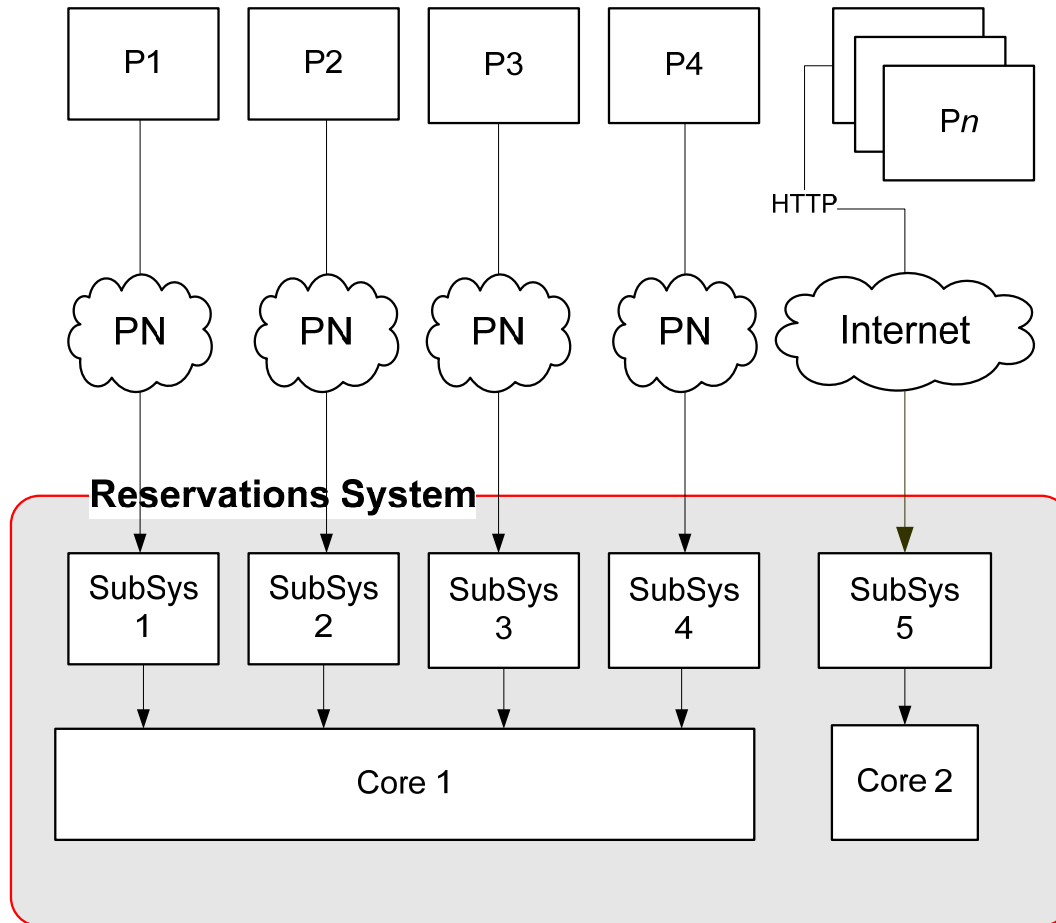 P1
P2
P3
P4
Pn
HTTP
PN
PN
PN
PN
Internet
Reservations System
SubSys
1
SubSys
2
SubSys
3
SubSys
4
SubSys
5
Core 1
Core 2